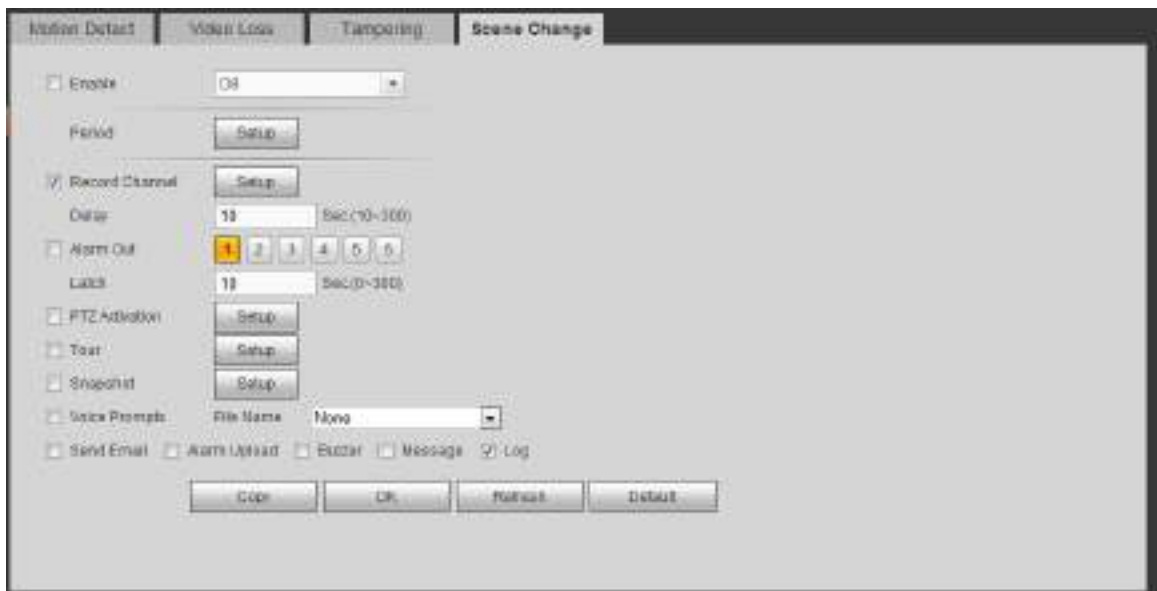 Motion Detect Video Loss Tampering Scene Change
Enable D8
Period Setup
Record Channel Setup
Delay 10 Sec.(10~300)
Alarm Out 1 2 3 4 5 6
Latch 10 Sec.(0~300)
PTZ Activation Setup
Tour Setup
Snapshot Setup
Voice Prompts File Name None
Send Email Alarm Upload Buzzer Message Log
Copy OK Refresh Default